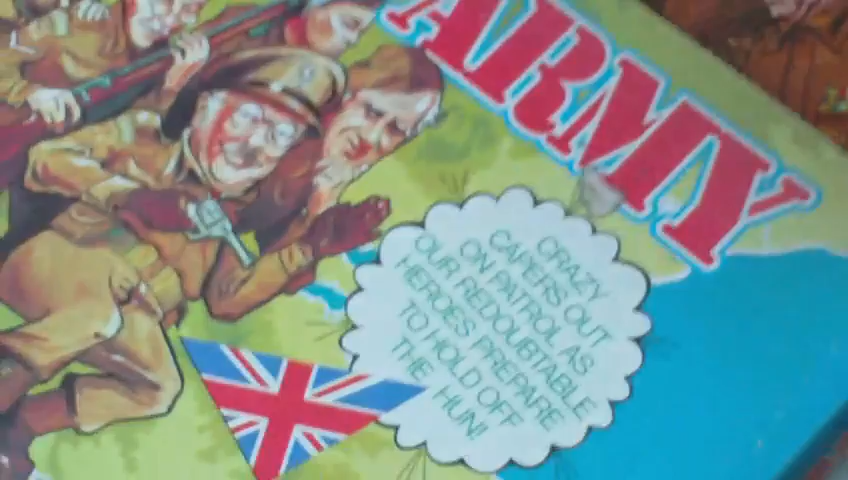 ARMY
CRAZY
CAPERS OUT
ON PATROL AS
OUR REDOUBTABLE
HEROES PREPARE
TO HOLD OFF
THE HUN!